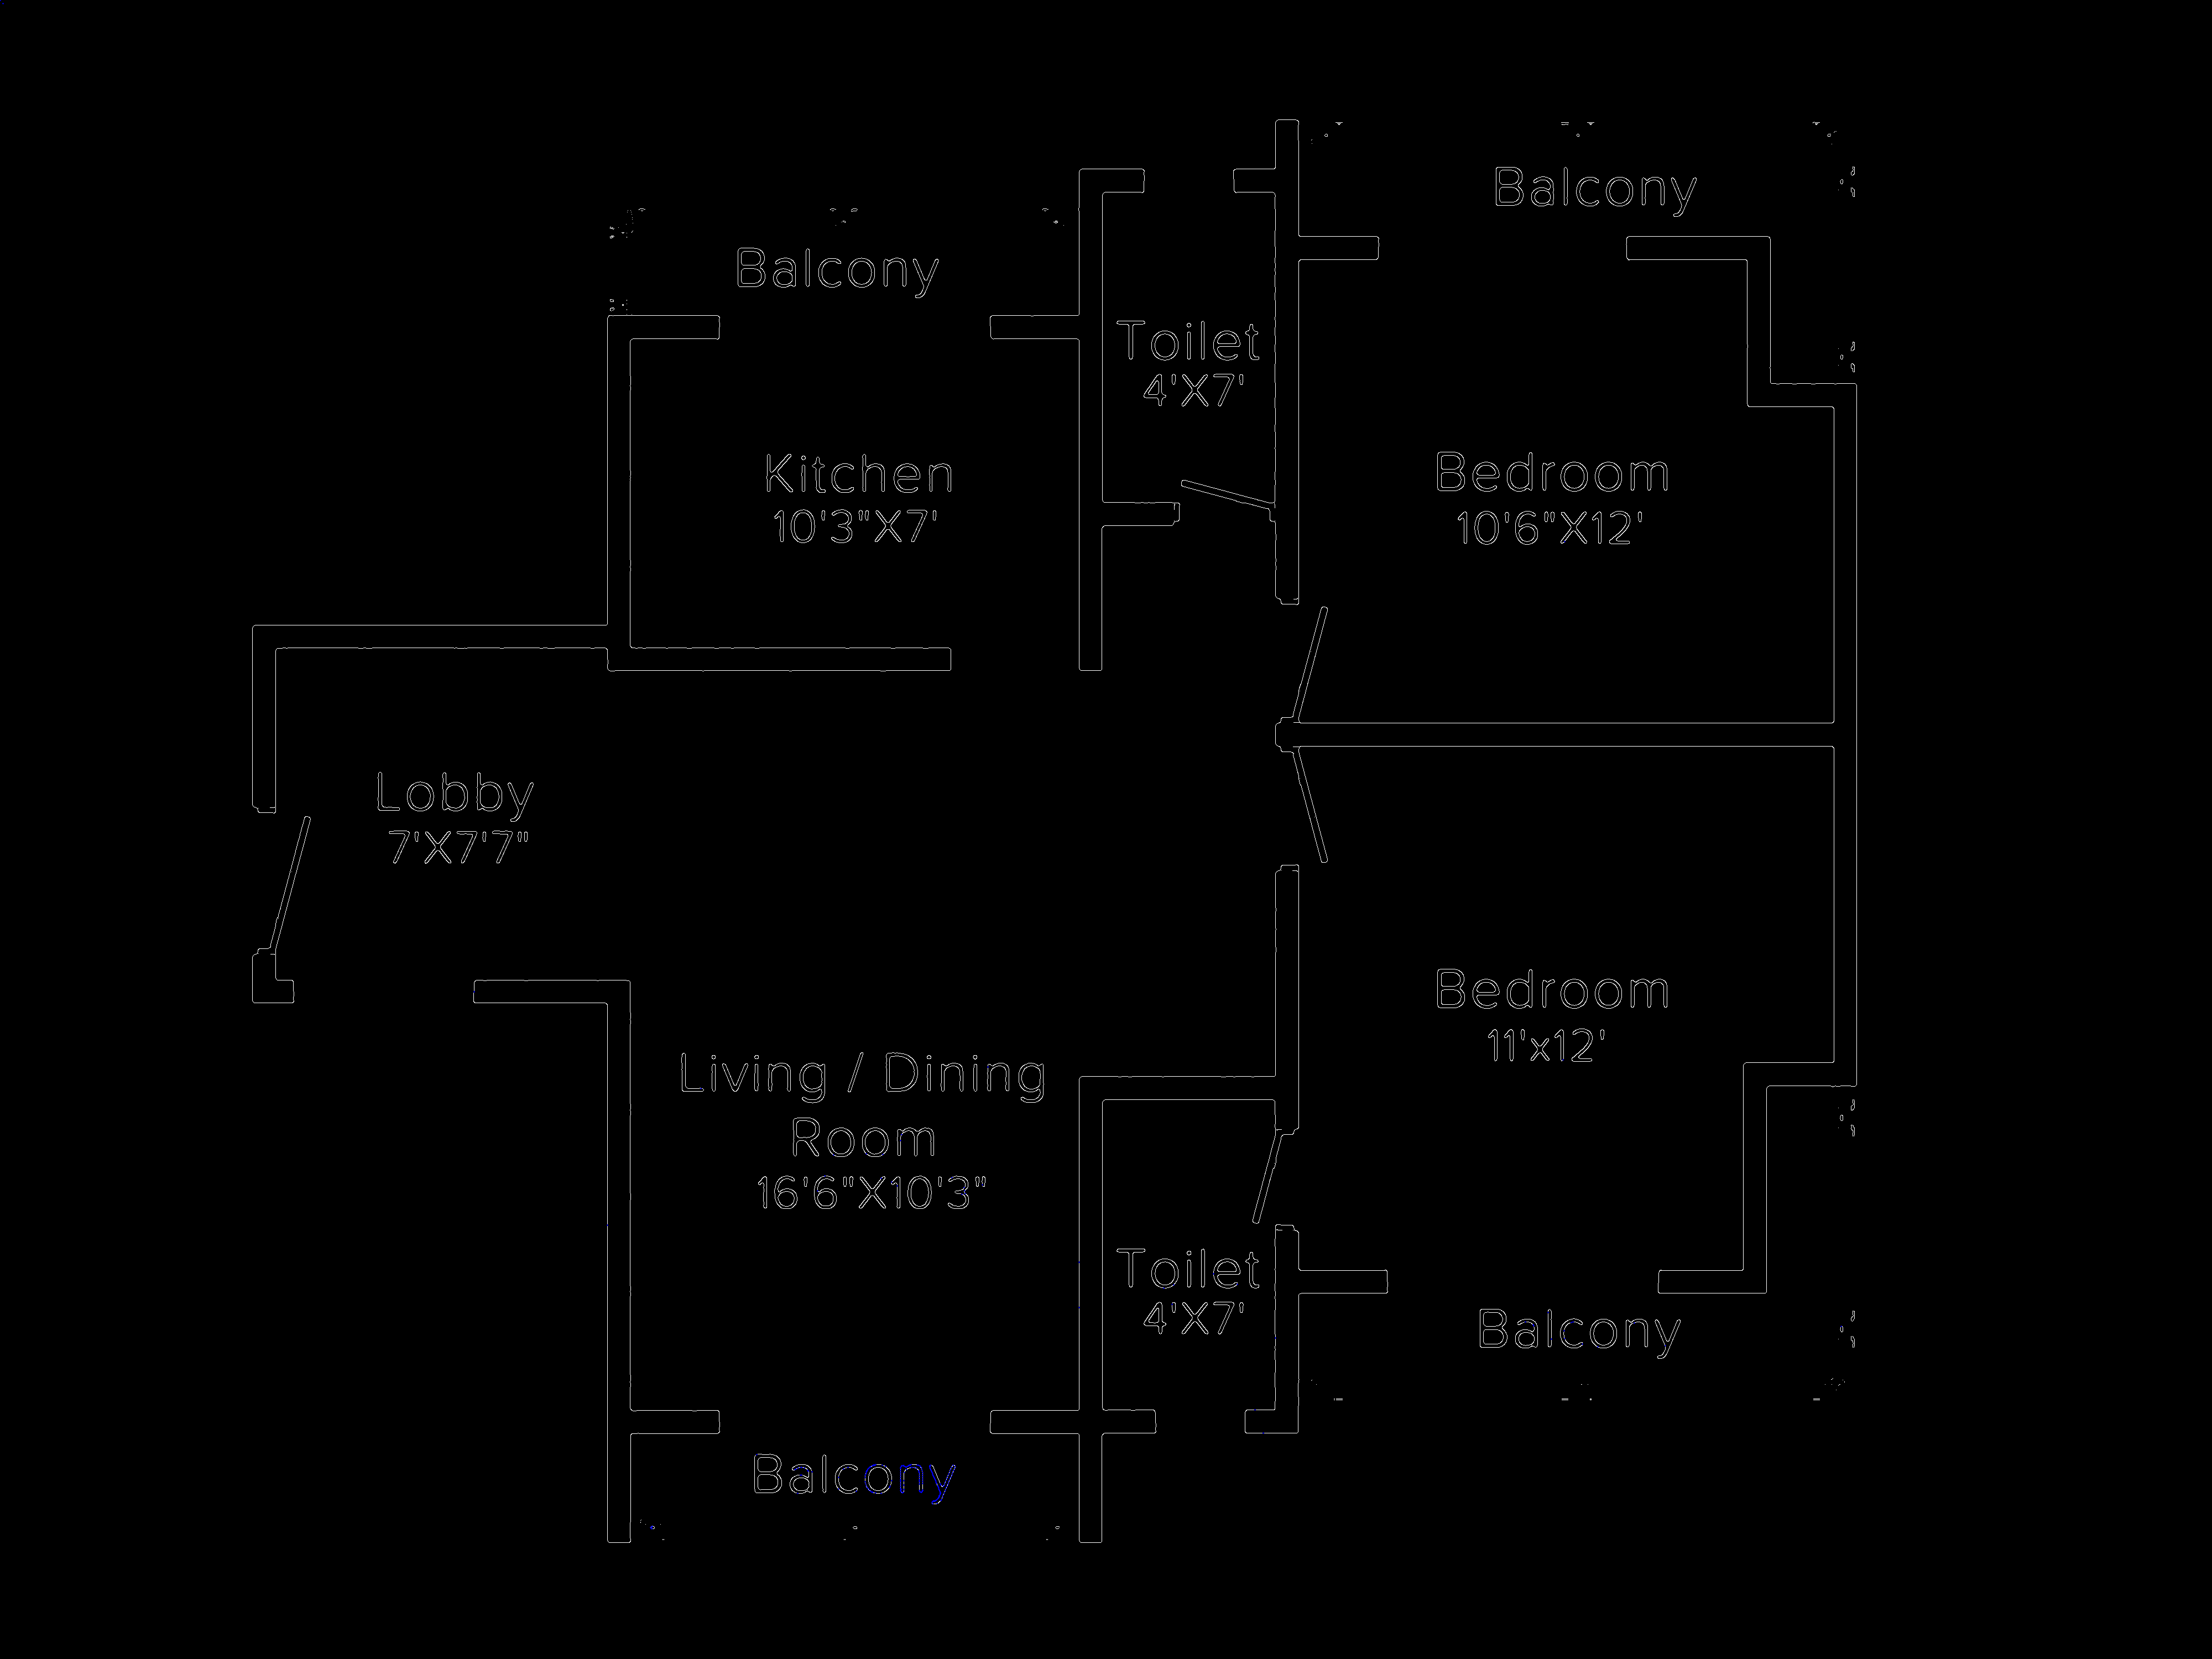 Balcony
Balcony
Toilet
4'X7'
Kitchen
10'3"X7'
Bedroom
10'6"X12'
Lobby
7'X7'7"
Bedroom
11'x12'
Living / Dining
Room
16'6"X10'3"
Toilet
4'X7'
Balcony
Balcony